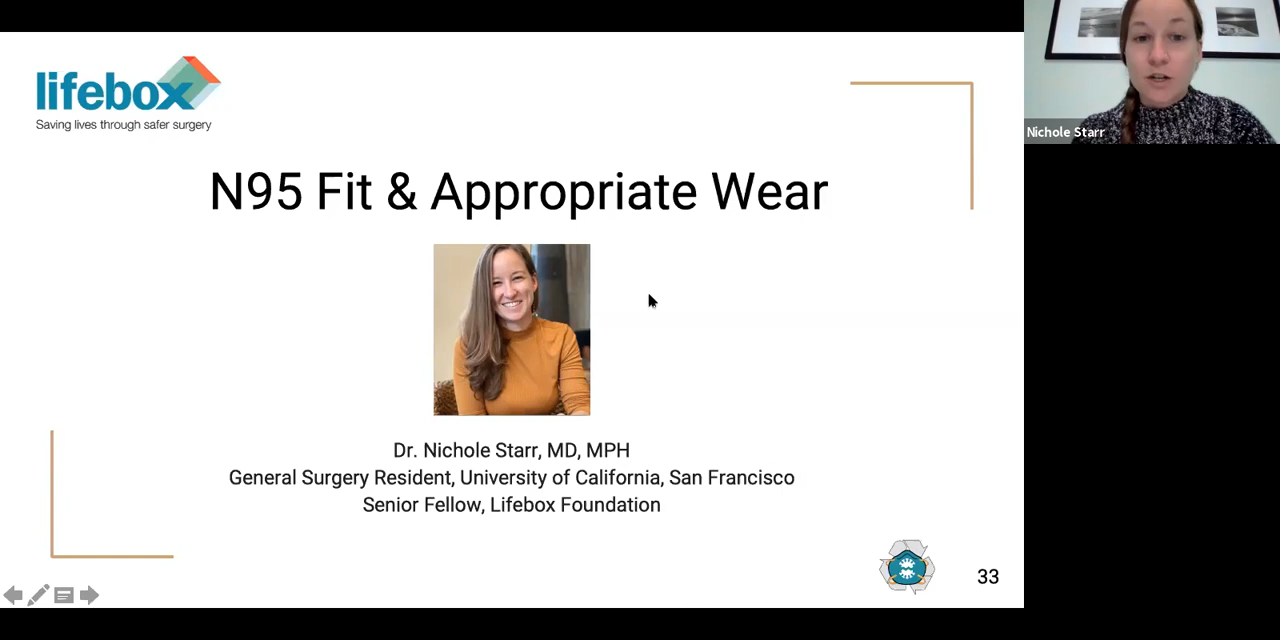 lifebox
Saving lives through safer surgery
N95 Fit & Appropriate Wear
Dr. Nichole Starr, MD, MPH
General Surgery Resident, University of California, San Francisco
Senior Fellow, Lifebox Foundation
33
Nichole Starr